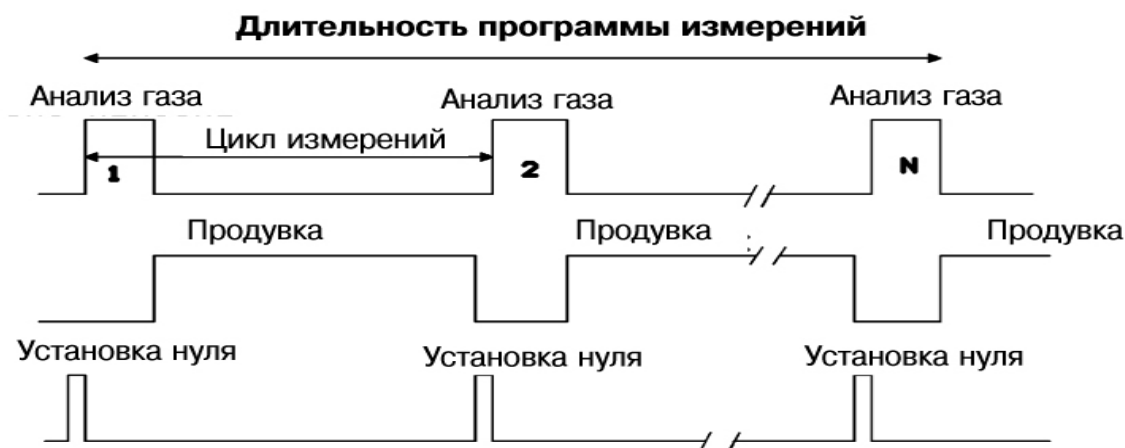 Длительность программы измерений
Анализ газа Анализ газа Анализ газа
Цикл измерений
1 2 N
Продувка Продувка Продувка
Установка нуля Установка нуля Установка нуля